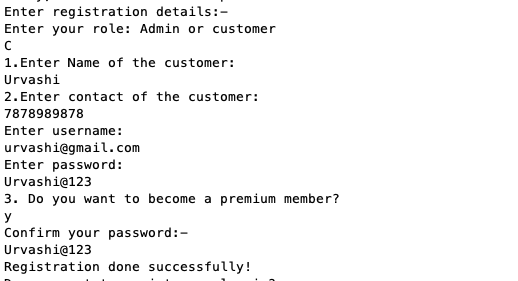 Enter registration details:-
Enter your role: Admin or customer
C
1.Enter Name of the customer:
Urvashi
2.Enter contact of the customer:
7878989878
Enter username:
urvashi@gmail.com
Enter password:
Urvashi@123
3. Do you want to become a premium member?
y
Confirm your password:-
Urvashi@123
Registration done successfully!